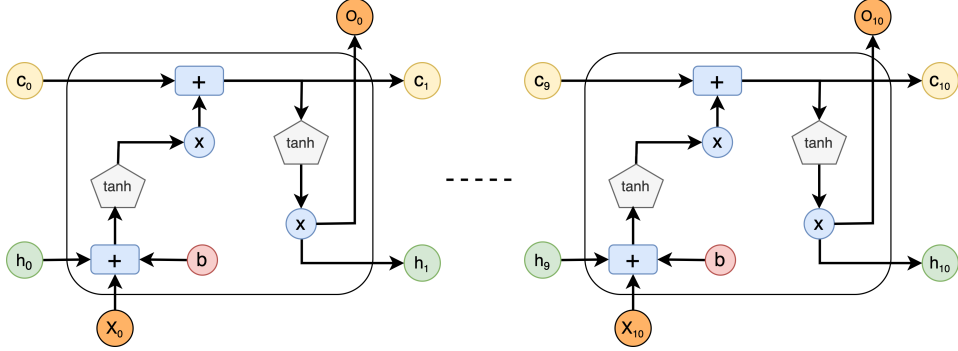 O₀
O₁₀
c₀
+
c₁
c₉
+
c₁₀
x
tanh
x
tanh
tanh
tanh
x
x
h₀
+
b
h₁
h₉
+
b
h₁₀
X₀
X₁₀